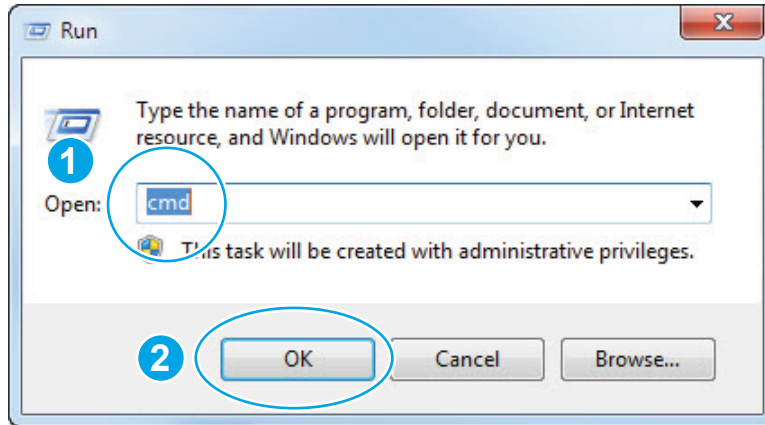 Run
Type the name of a program, folder, document, or Internet
resource, and Windows will open it for you.
1
Open: cmd
This task will be created with administrative privileges.
2
OK Cancel Browse...